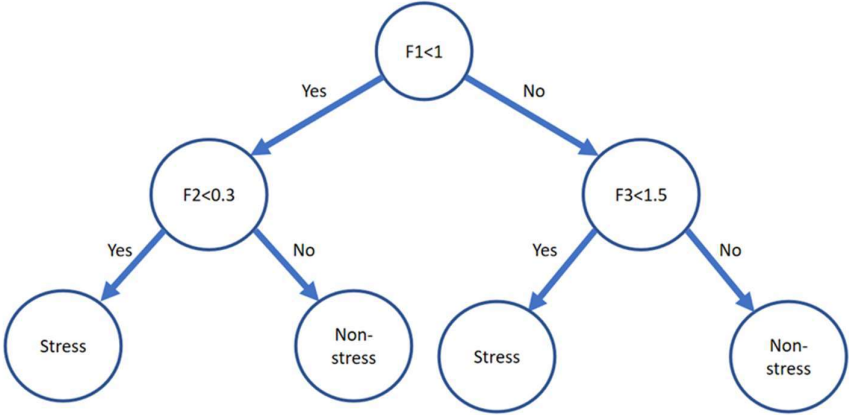 F1<1
Yes
No
F2<0.3
F3<1.5
Yes
No
Yes
No
Stress
Non-
stress
Stress
Non-
stress